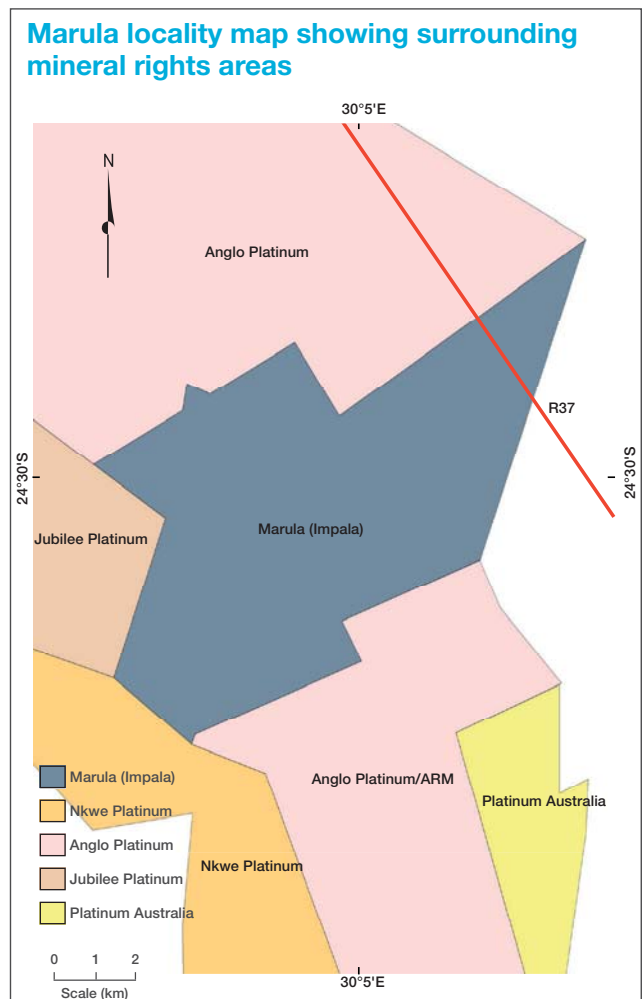 Marula locality map showing surrounding
mineral rights areas
30°5'E
N
Anglo Platinum
R37
24°30'S
24°30'S
Marula (Impala)
Jubilee Platinum
Anglo Platinum/ARM
Platinum Australia
Nkwe Platinum
Marula (Impala)
Nkwe Platinum
Anglo Platinum
Jubilee Platinum
Platinum Australia
0 1 2
Scale (km)
30°5'E